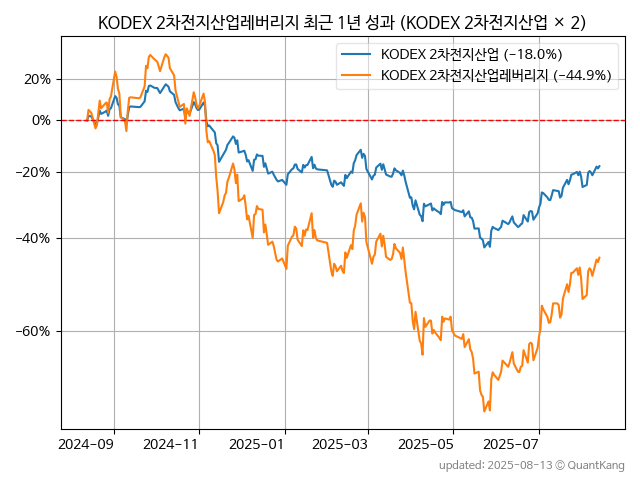 KODEX 2차전지산업레버리지 최근 1년 성과 (KODEX 2차전지산업 × 2)
KODEX 2차전지산업 (−18.0%)
KODEX 2차전지산업레버리지 (−44.9%)
20%
0%
−20%
−40%
−60%
2024-09 2024-11 2025-01 2025-03 2025-05 2025-07
updated: 2025-08-13 © QuantKang